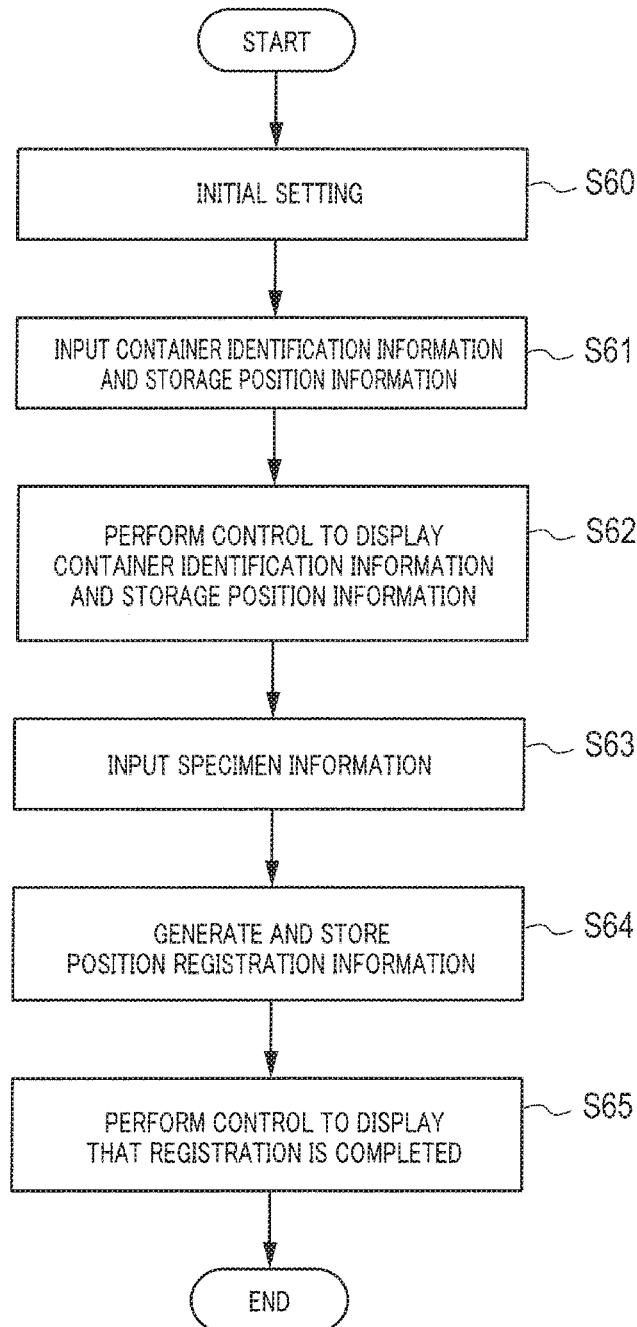 START
INITIAL SETTING
S60
INPUT CONTAINER IDENTIFICATION INFORMATION
AND STORAGE POSITION INFORMATION
S61
PERFORM CONTROL TO DISPLAY
CONTAINER IDENTIFICATION INFORMATION
AND STORAGE POSITION INFORMATION
S62
INPUT SPECIMEN INFORMATION
S63
GENERATE AND STORE
POSITION REGISTRATION INFORMATION
S64
PERFORM CONTROL TO DISPLAY
THAT REGISTRATION IS COMPLETED
S65
END